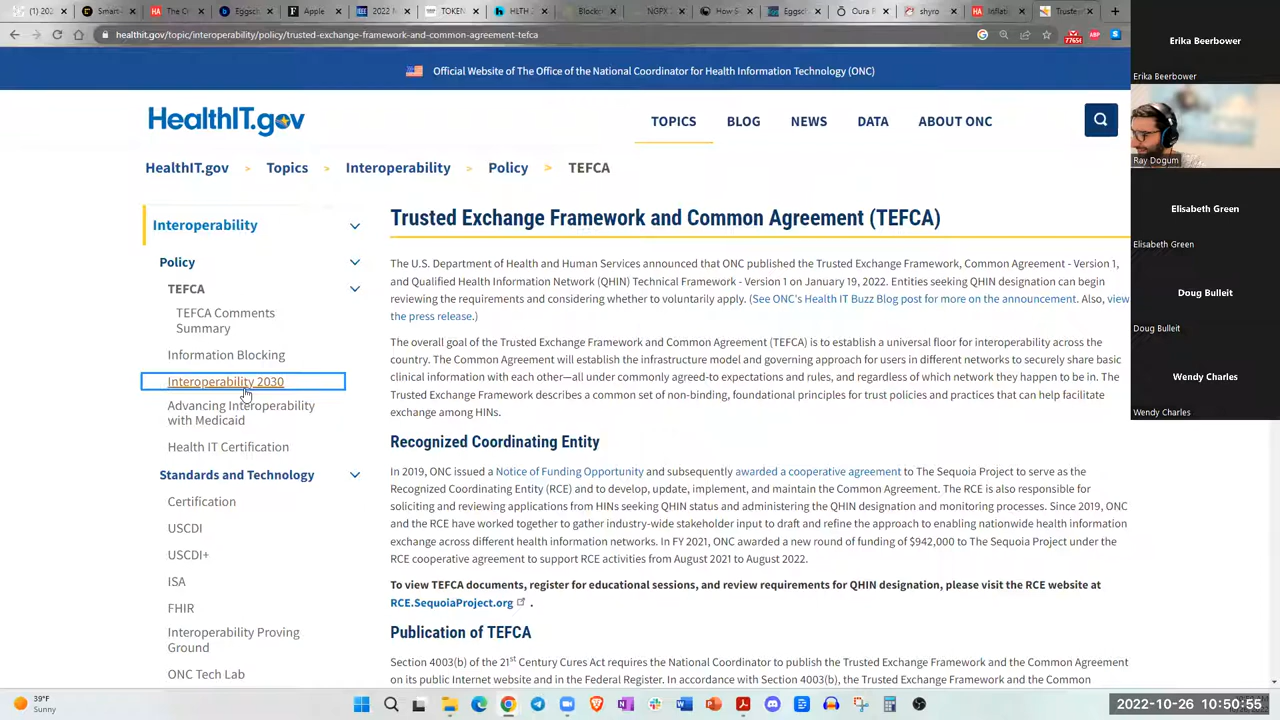 (1
HA The Ci
Eggsch
Apple
2022 M
TOKEN
HLTH
Block
NGPX
How S
Eggsc
Oura R
shyro
HA Inflati
Truste
healthit.gov/topic/interoperability/policy/trusted-exchange-framework-and-common-agreement-tefca
Official Website of The Office of the National Coordinator for Health Information Technology (ONC)
HealthIT.gov
TOPICS BLOG NEWS DATA ABOUT ONC
HealthIT.gov > Topics > Interoperability > Policy > TEFCA
Interoperability
Policy
TEFCA
TEFCA Comments
Summary
Information Blocking
Interoperability 2030
Advancing Interoperability
with Medicaid
Health IT Certification
Standards and Technology
Certification
USCDI
USCDI+
ISA
FHIR
Interoperability Proving
Ground
ONC Tech Lab
Trusted Exchange Framework and Common Agreement (TEFCA)
The U.S. Department of Health and Human Services announced that ONC published the Trusted Exchange Framework, Common Agreement - Version 1,
and Qualified Health Information Network (QHIN) Technical Framework - Version 1 on January 19, 2022. Entities seeking QHIN designation can begin
reviewing the requirements and considering whether to voluntarily apply. (See ONC's Health IT Buzz Blog post for more on the announcement. Also, view
the press release.)
The overall goal of the Trusted Exchange Framework and Common Agreement (TEFCA) is to establish a universal floor for interoperability across the
country. The Common Agreement will establish the infrastructure model and governing approach for users in different networks to securely share basic
clinical information with each other—all under commonly agreed-to expectations and rules, and regardless of which network they happen to be in. The
Trusted Exchange Framework describes a common set of non-binding, foundational principles for trust policies and practices that can help facilitate
exchange among HINs.
Recognized Coordinating Entity
In 2019, ONC issued a Notice of Funding Opportunity and subsequently awarded a cooperative agreement to The Sequoia Project to serve as the
Recognized Coordinating Entity (RCE) and to develop, update, implement, and maintain the Common Agreement. The RCE is also responsible for
soliciting and reviewing applications from HINs seeking QHIN status and administering the QHIN designation and monitoring processes. Since 2019, ONC
and the RCE have worked together to gather industry-wide stakeholder input to draft and refine the approach to enabling nationwide health information
exchange across different health information networks. In FY 2021, ONC awarded a new round of funding of $942,000 to The Sequoia Project under the
RCE cooperative agreement to support RCE activities from August 2021 to August 2022.
To view TEFCA documents, register for educational sessions, and review requirements for QHIN designation, please visit the RCE website at
RCE.SequoiaProject.org .
Publication of TEFCA
Section 4003(b) of the 21st Century Cures Act requires the National Coordinator to publish the Trusted Exchange Framework and the Common Agreement
on its public Internet website and in the Federal Register. In accordance with Section 4003(b), the Trusted Exchange Framework and the Common
Erika Beerbower
Erika Beerbower
Ray Dogum
Elisabeth Green
Elisabeth Green
Doug Bulleit
Doug Bulleit
Wendy Charles
Wendy Charles
39°F
Sunny
2022-10-26 10:50:55